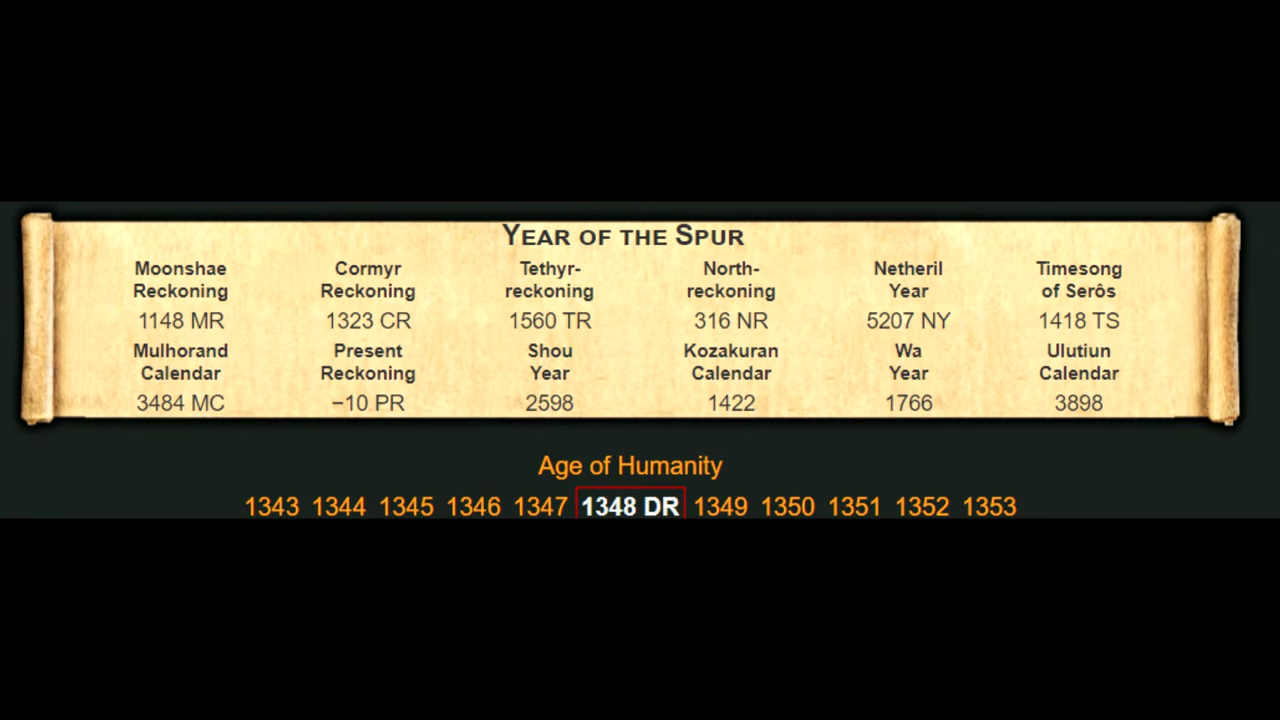 YEAR OF THE SPUR
Moonshae Cormyr Tethyr- North- Netheril Timesong
Reckoning Reckoning reckoning reckoning Year of Serôs
1148 MR 1323 CR 1560 TR 316 NR 5207 NY 1418 TS
Mulhorand Present Shou Kozakuran Wa Ulutiun
Calendar Reckoning Year Calendar Year Calendar
3484 MC −10 PR 2598 1422 1766 3898
Age of Humanity
1343 1344 1345 1346 1347 1348 DR 1349 1350 1351 1352 1353